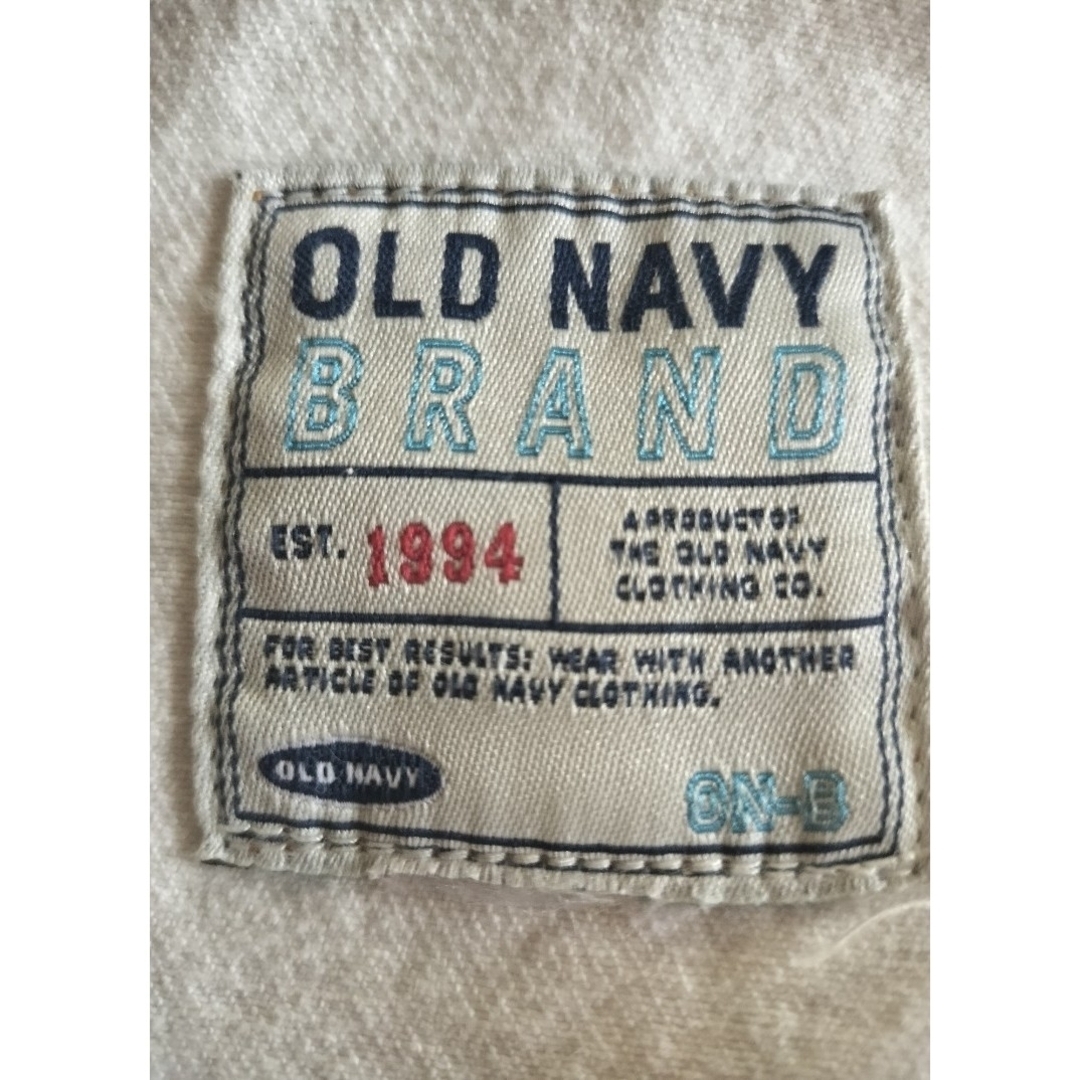 OLD NAVY
BRAND
EST. 1994
A PRODUCT OF
THE OLD NAVY
CLOTHING CO.
FOR BEST RESULTS: WEAR WITH ANOTHER
ARTICLE OF OLD NAVY CLOTHING.
OLD NAVY
ON-B